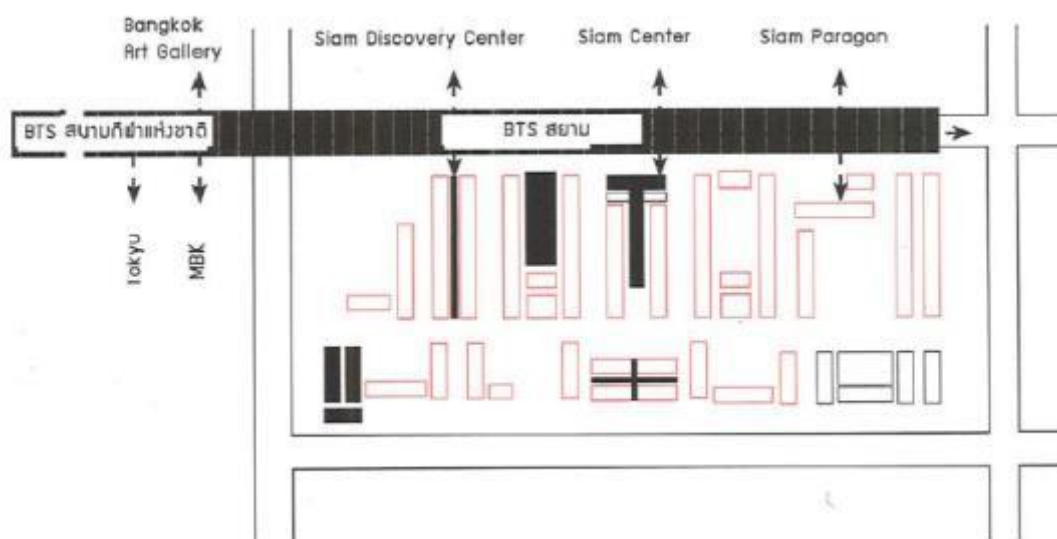 Bangkok
Art Gallery
Siam Discovery Center
Siam Center
Siam Paragon
BTS สนามกีฬาแห่งชาติ
BTS สยาม
Tokyu
MBK